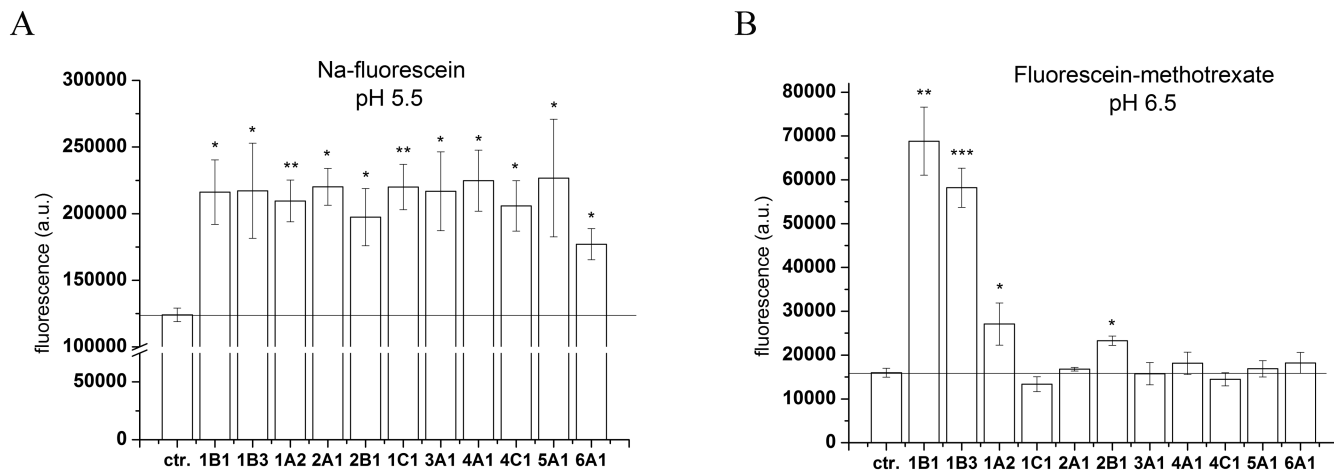 A
Na-fluorescein
pH 5.5
fluorescence (a.u.)
300000
250000
200000
150000
100000
50000
0
* * ** * * ** * * * * *
ctr. 1B1 1B3 1A2 2A1 2B1 1C1 3A1 4A1 4C1 5A1 6A1
B
Fluorescein-methotrexate
pH 6.5
fluorescence (a.u.)
80000
70000
60000
50000
40000
30000
20000
10000
0
** *** * *
ctr. 1B1 1B3 1A2 1C1 2A1 2B1 3A1 4A1 4C1 5A1 6A1